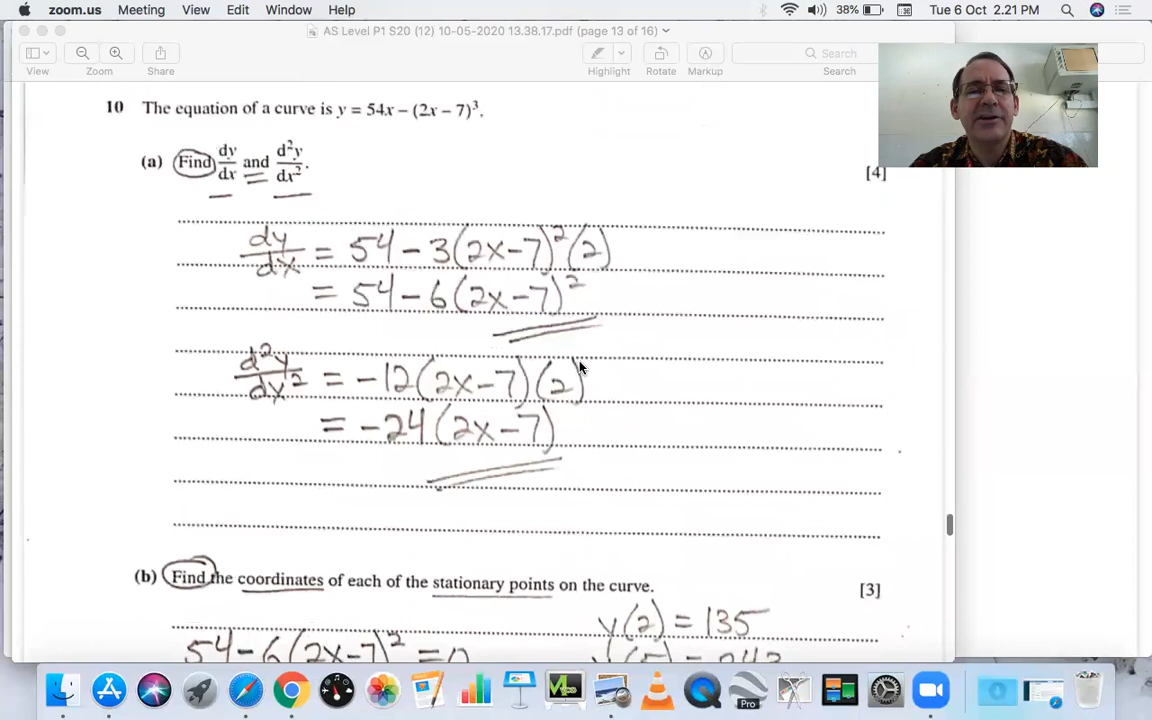 zoom.us Meeting View Edit Window Help 38% Tue 6 Oct 2.21 PM
AS Level P1 S20 (12) 10-05-2020 13.38.17.pdf (page 13 of 16)
View Zoom Share Highlight Rotate Markup Search
Search
10 The equation of a curve is y = 54x – (2x – 7)³.
(a) Find dy/dx and d²y/dx². [4]
dy/dx = 54 – 3(2x–7)²(2)
= 54 – 6(2x–7)²
d²y/dx² = –12(2x–7)(2)
= –24(2x–7)
(b) Find the coordinates of each of the stationary points on the curve. [3]
y(2) = 135
54–6(2x–7)² =0
Pro